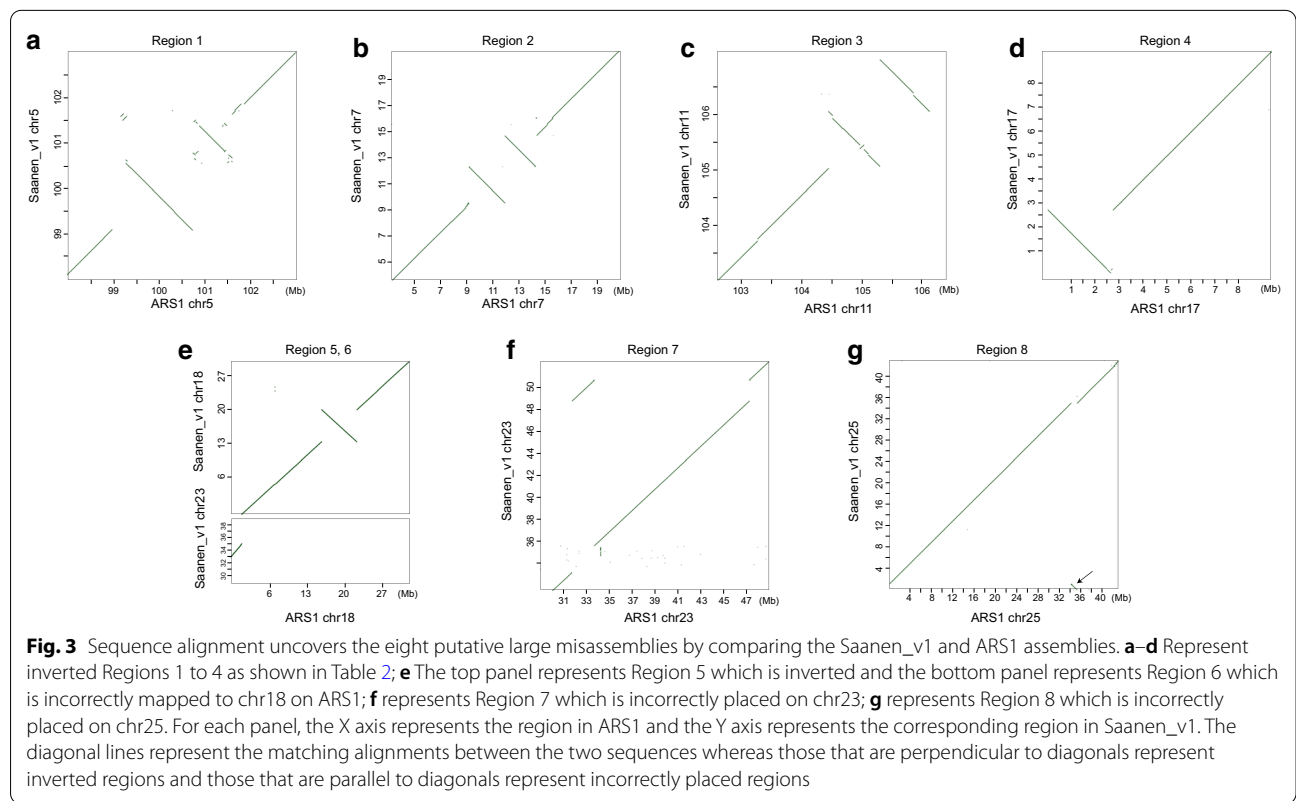 a
Region 1
Saanen_v1 chr5
102
101
100
99
99 100 101 102 (Mb)
ARS1 chr5
b
Region 2
Saanen_v1 chr7
19
17
15
13
11
9
7
5
5 7 9 11 13 15 17 19 (Mb)
ARS1 chr7
c
Region 3
Saanen_v1 chr11
106
105
104
103 104 105 106 (Mb)
ARS1 chr11
d
Region 4
Saanen_v1 chr17
8
7
6
5
4
3
2
1
1 2 3 4 5 6 7 8 (Mb)
ARS1 chr17
e
Region 5, 6
Saanen_v1 chr18
27
20
13
6
Saanen_v1 chr23
38
36
34
32
30
6 13 20 27 (Mb)
ARS1 chr18
f
Region 7
Saanen_v1 chr23
50
48
46
44
42
40
38
36
31 33 35 37 39 41 43 45 47 (Mb)
ARS1 chr23
g
Region 8
Saanen_v1 chr25
40
36
32
28
24
20
16
12
8
4
4 8 12 16 20 24 28 32 36 40 (Mb)
ARS1 chr25
Fig. 3 Sequence alignment uncovers the eight putative large misassemblies by comparing the Saanen_v1 and ARS1 assemblies. a–d Represent
inverted Regions 1 to 4 as shown in Table 2; e The top panel represents Region 5 which is inverted and the bottom panel represents Region 6 which
is incorrectly mapped to chr18 on ARS1; f represents Region 7 which is incorrectly placed on chr23; g represents Region 8 which is incorrectly
placed on chr25. For each panel, the X axis represents the region in ARS1 and the Y axis represents the corresponding region in Saanen_v1. The
diagonal lines represent the matching alignments between the two sequences whereas those that are perpendicular to diagonals represent
inverted regions and those that are parallel to diagonals represent incorrectly placed regions